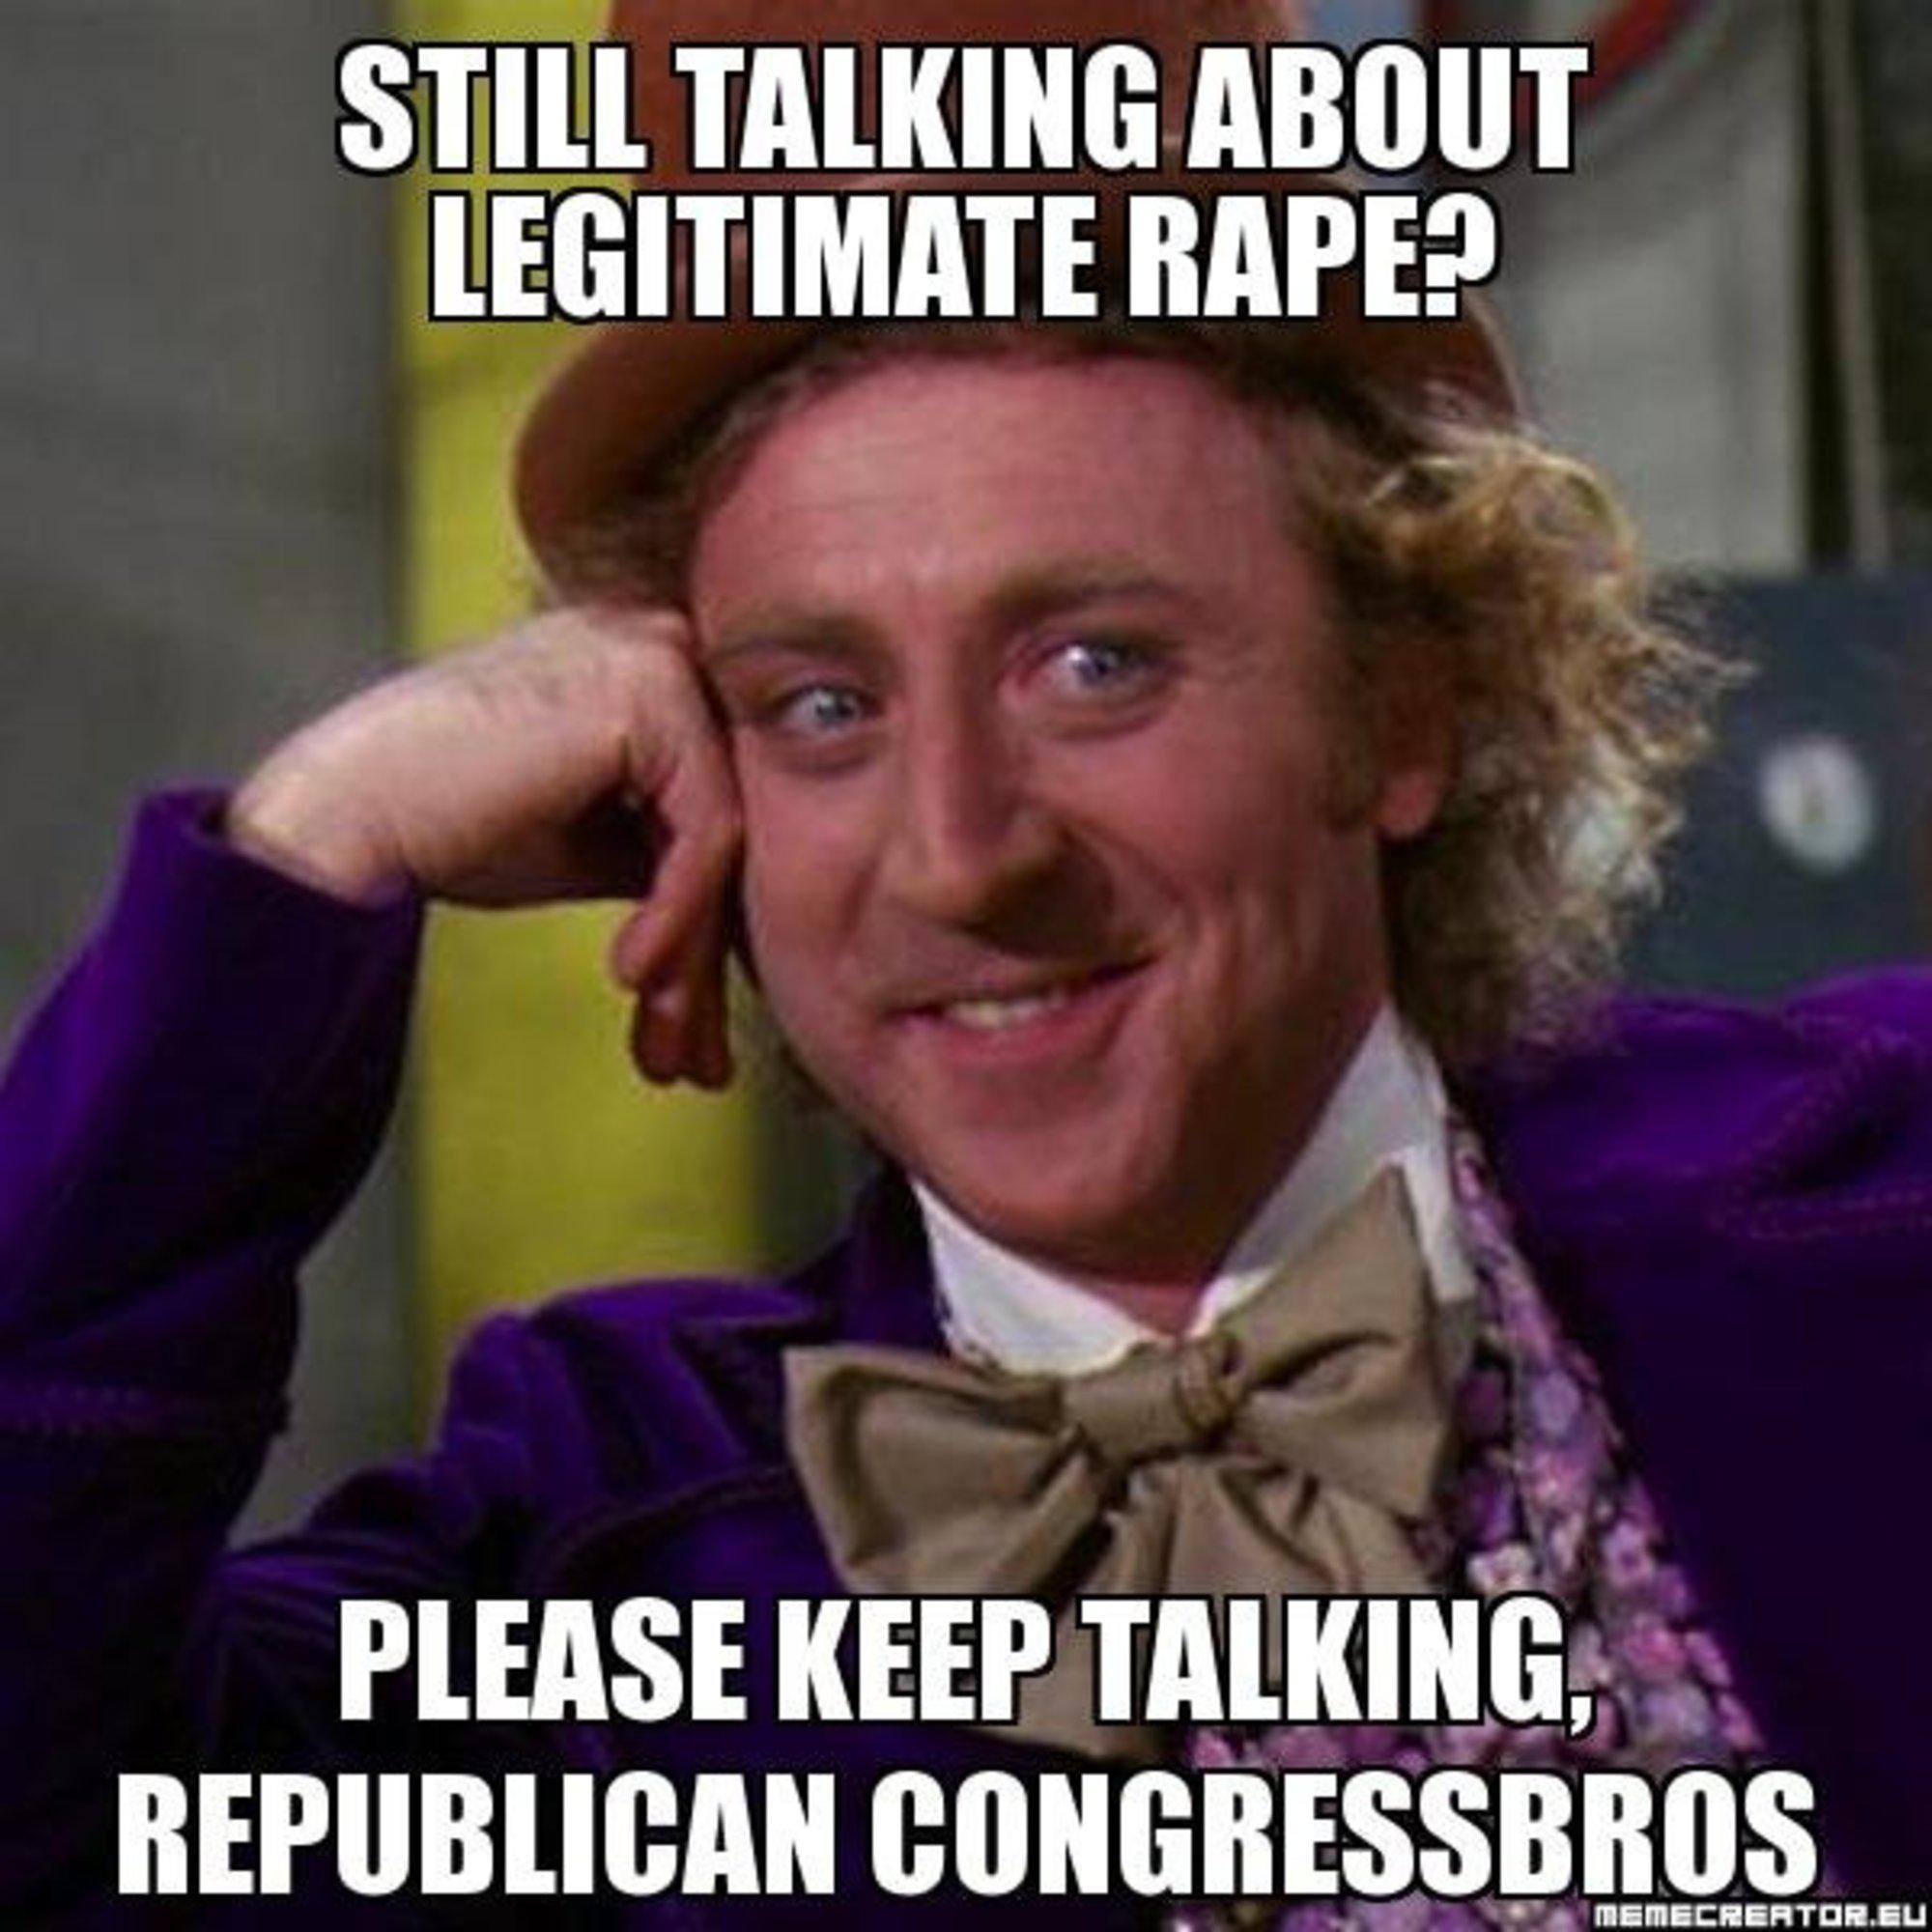 STILL TALKING ABOUT
LEGITIMATE RAPE?
PLEASE KEEP TALKING,
REPUBLICAN CONGRESSBROS
MEMECREATOR.EU